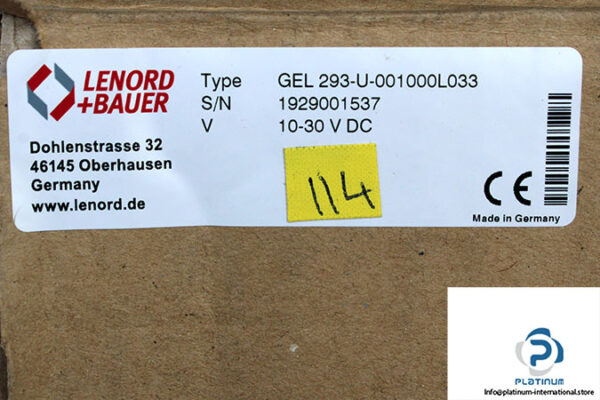 LENORD
+BAUER
Dohlenstrasse 32
46145 Oberhausen
Germany
www.lenord.de
Type GEL 293-U-001000L033
S/N 1929001537
V 10-30 V DC
114
CE
Made in Germany
PLATINUM
https://platinum-international.store